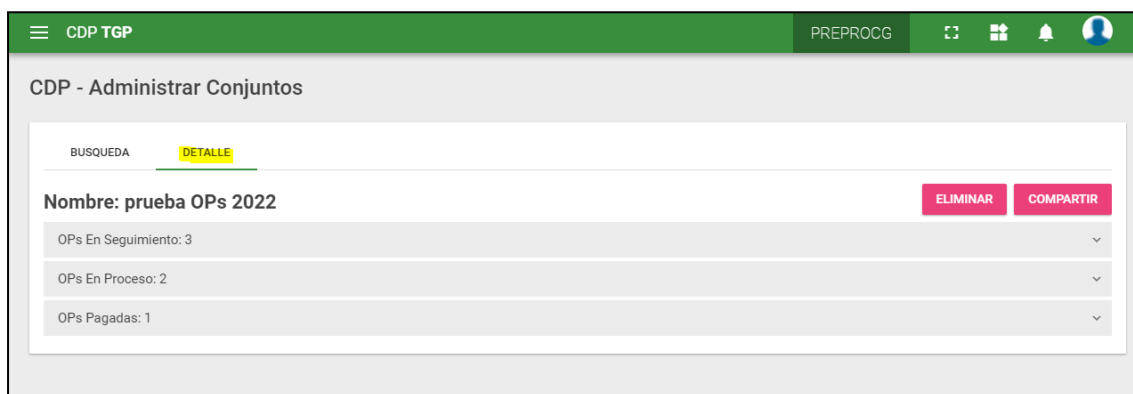 CDP TGP PREPROCG
CDP - Administrar Conjuntos
BUSQUEDA DETALLE
Nombre: prueba OPs 2022 ELIMINAR COMPARTIR
OPs En Seguimiento: 3
OPs En Proceso: 2
OPs Pagadas: 1